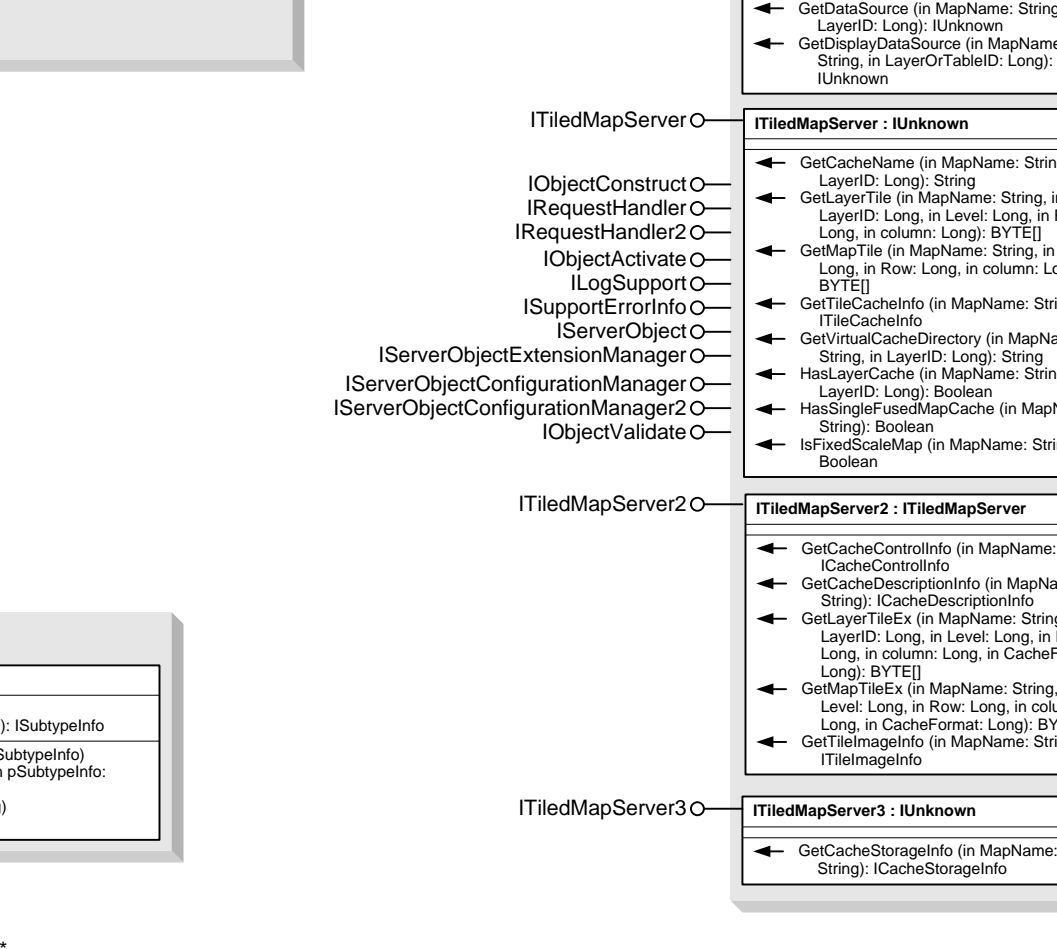 GetDataSource (in MapName: String
LayerID: Long): IUnknown
GetDisplayDataSource (in MapName
String, in LayerOrTableID: Long):
IUnknown
ITiledMapServer
ITiledMapServer : IUnknown
GetCacheName (in MapName: Strin
LayerID: Long): String
GetLayerTile (in MapName: String, i
LayerID: Long, in Level: Long, in
Long, in column: Long): BYTE[]
GetMapTile (in MapName: String, in
Long, in Row: Long, in column: Lo
BYTE[]
GetTileCacheInfo (in MapName: Stri
ITileCacheInfo
GetVirtualCacheDirectory (in MapNa
String, in LayerID: Long): String
HasLayerCache (in MapName: Strin
LayerID: Long): Boolean
HasSingleFusedMapCache (in Map
String): Boolean
IsFixedScaleMap (in MapName: Stri
Boolean
IObjectConstruct
IRequestHandler
IRequestHandler2
IObjectActivate
ILogSupport
ISupportErrorInfo
IServerObject
IServerObjectExtensionManager
IServerObjectConfigurationManager
IServerObjectConfigurationManager2
IObjectValidate
ITiledMapServer2
ITiledMapServer2 : ITiledMapServer
GetCacheControlInfo (in MapName:
ICacheControlInfo
GetCacheDescriptionInfo (in MapNa
String): ICacheDescriptionInfo
GetLayerTileEx (in MapName: String
LayerID: Long, in Level: Long, in
Long, in column: Long, in CacheF
Long): BYTE[]
GetMapTileEx (in MapName: String,
Level: Long, in Row: Long, in colu
Long, in CacheFormat: Long): BY
GetTileImageInfo (in MapName: Stri
ITileImageInfo
): ISubtypeInfo
SubtypeInfo)
n pSubtypeInfo:
)
ITiledMapServer3
ITiledMapServer3 : IUnknown
GetCacheStorageInfo (in MapName:
String): ICacheStorageInfo
*